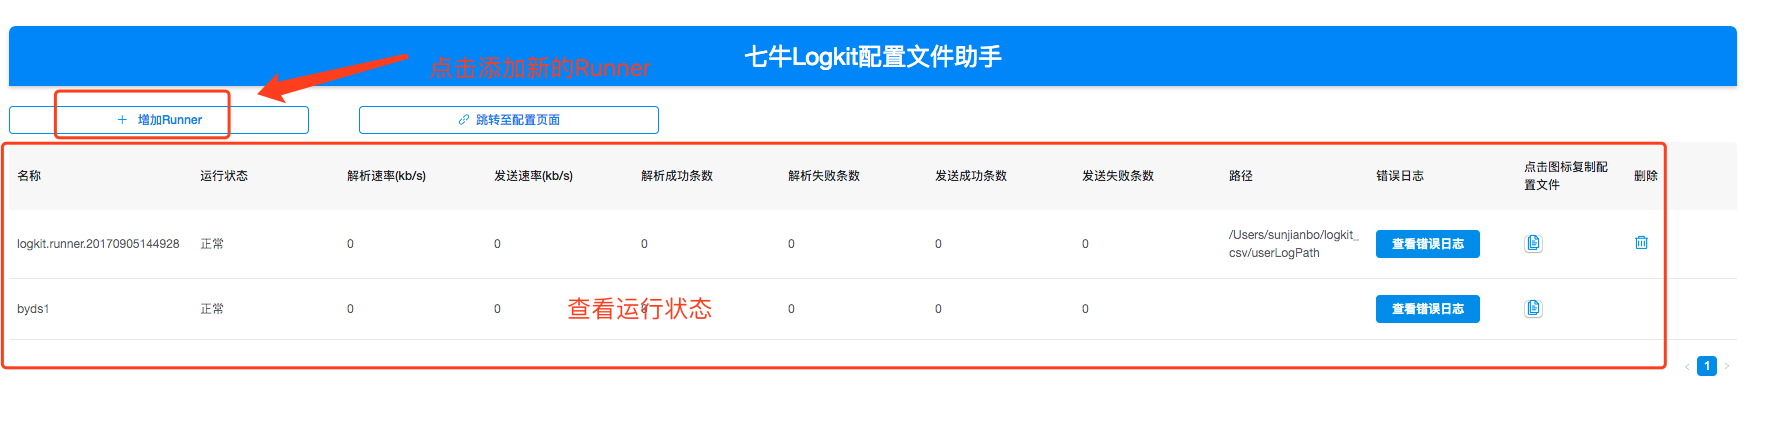 七牛Logkit配置文件助手
点击添加新的Runner
+ 增加Runner
跳转至配置页面
名称 运行状态 解析速率(kb/s) 发送速率(kb/s) 解析成功条数 解析失败条数 发送成功条数 发送失败条数 路径 错误日志 点击图标复制配
置文件 删除
logkit.runner.20170905144928 正常 0 0 0 0 0 0 /Users/sunjianbo/logkit_
csv/userLogPath 查看错误日志
byds1 正常 0 0 0 0 0 0 查看错误日志
查看运行状态
< 1 >